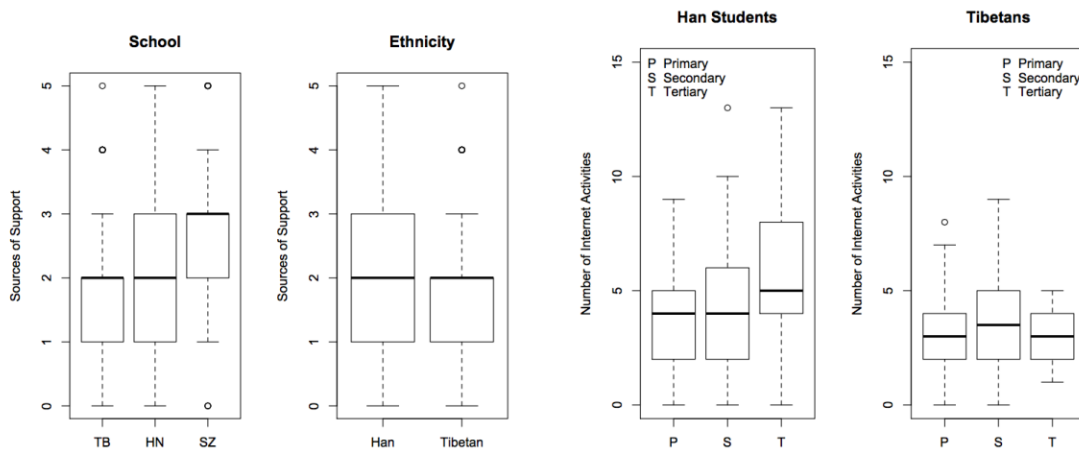 School
Sources of Support
5
4
3
2
1
0
TB HN SZ
Ethnicity
Sources of Support
5
4
3
2
1
0
Han Tibetan
Han Students
Number of Internet Activities
15
10
5
0
P Primary
S Secondary
T Tertiary
P S T
Tibetans
Number of Internet Activities
15
10
5
0
P Primary
S Secondary
T Tertiary
P S T